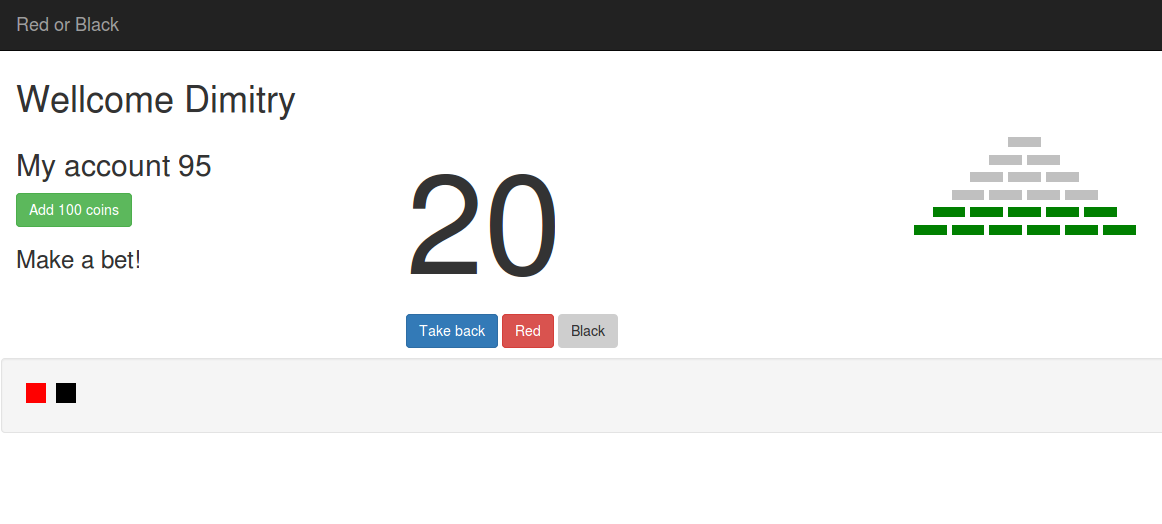 Red or Black
Wellcome Dimitry
My account 95
Add 100 coins
Make a bet!
20
Take back
Red
Black